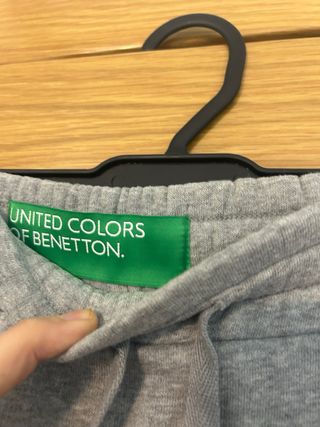 UNITED COLORS
OF BENETTON.